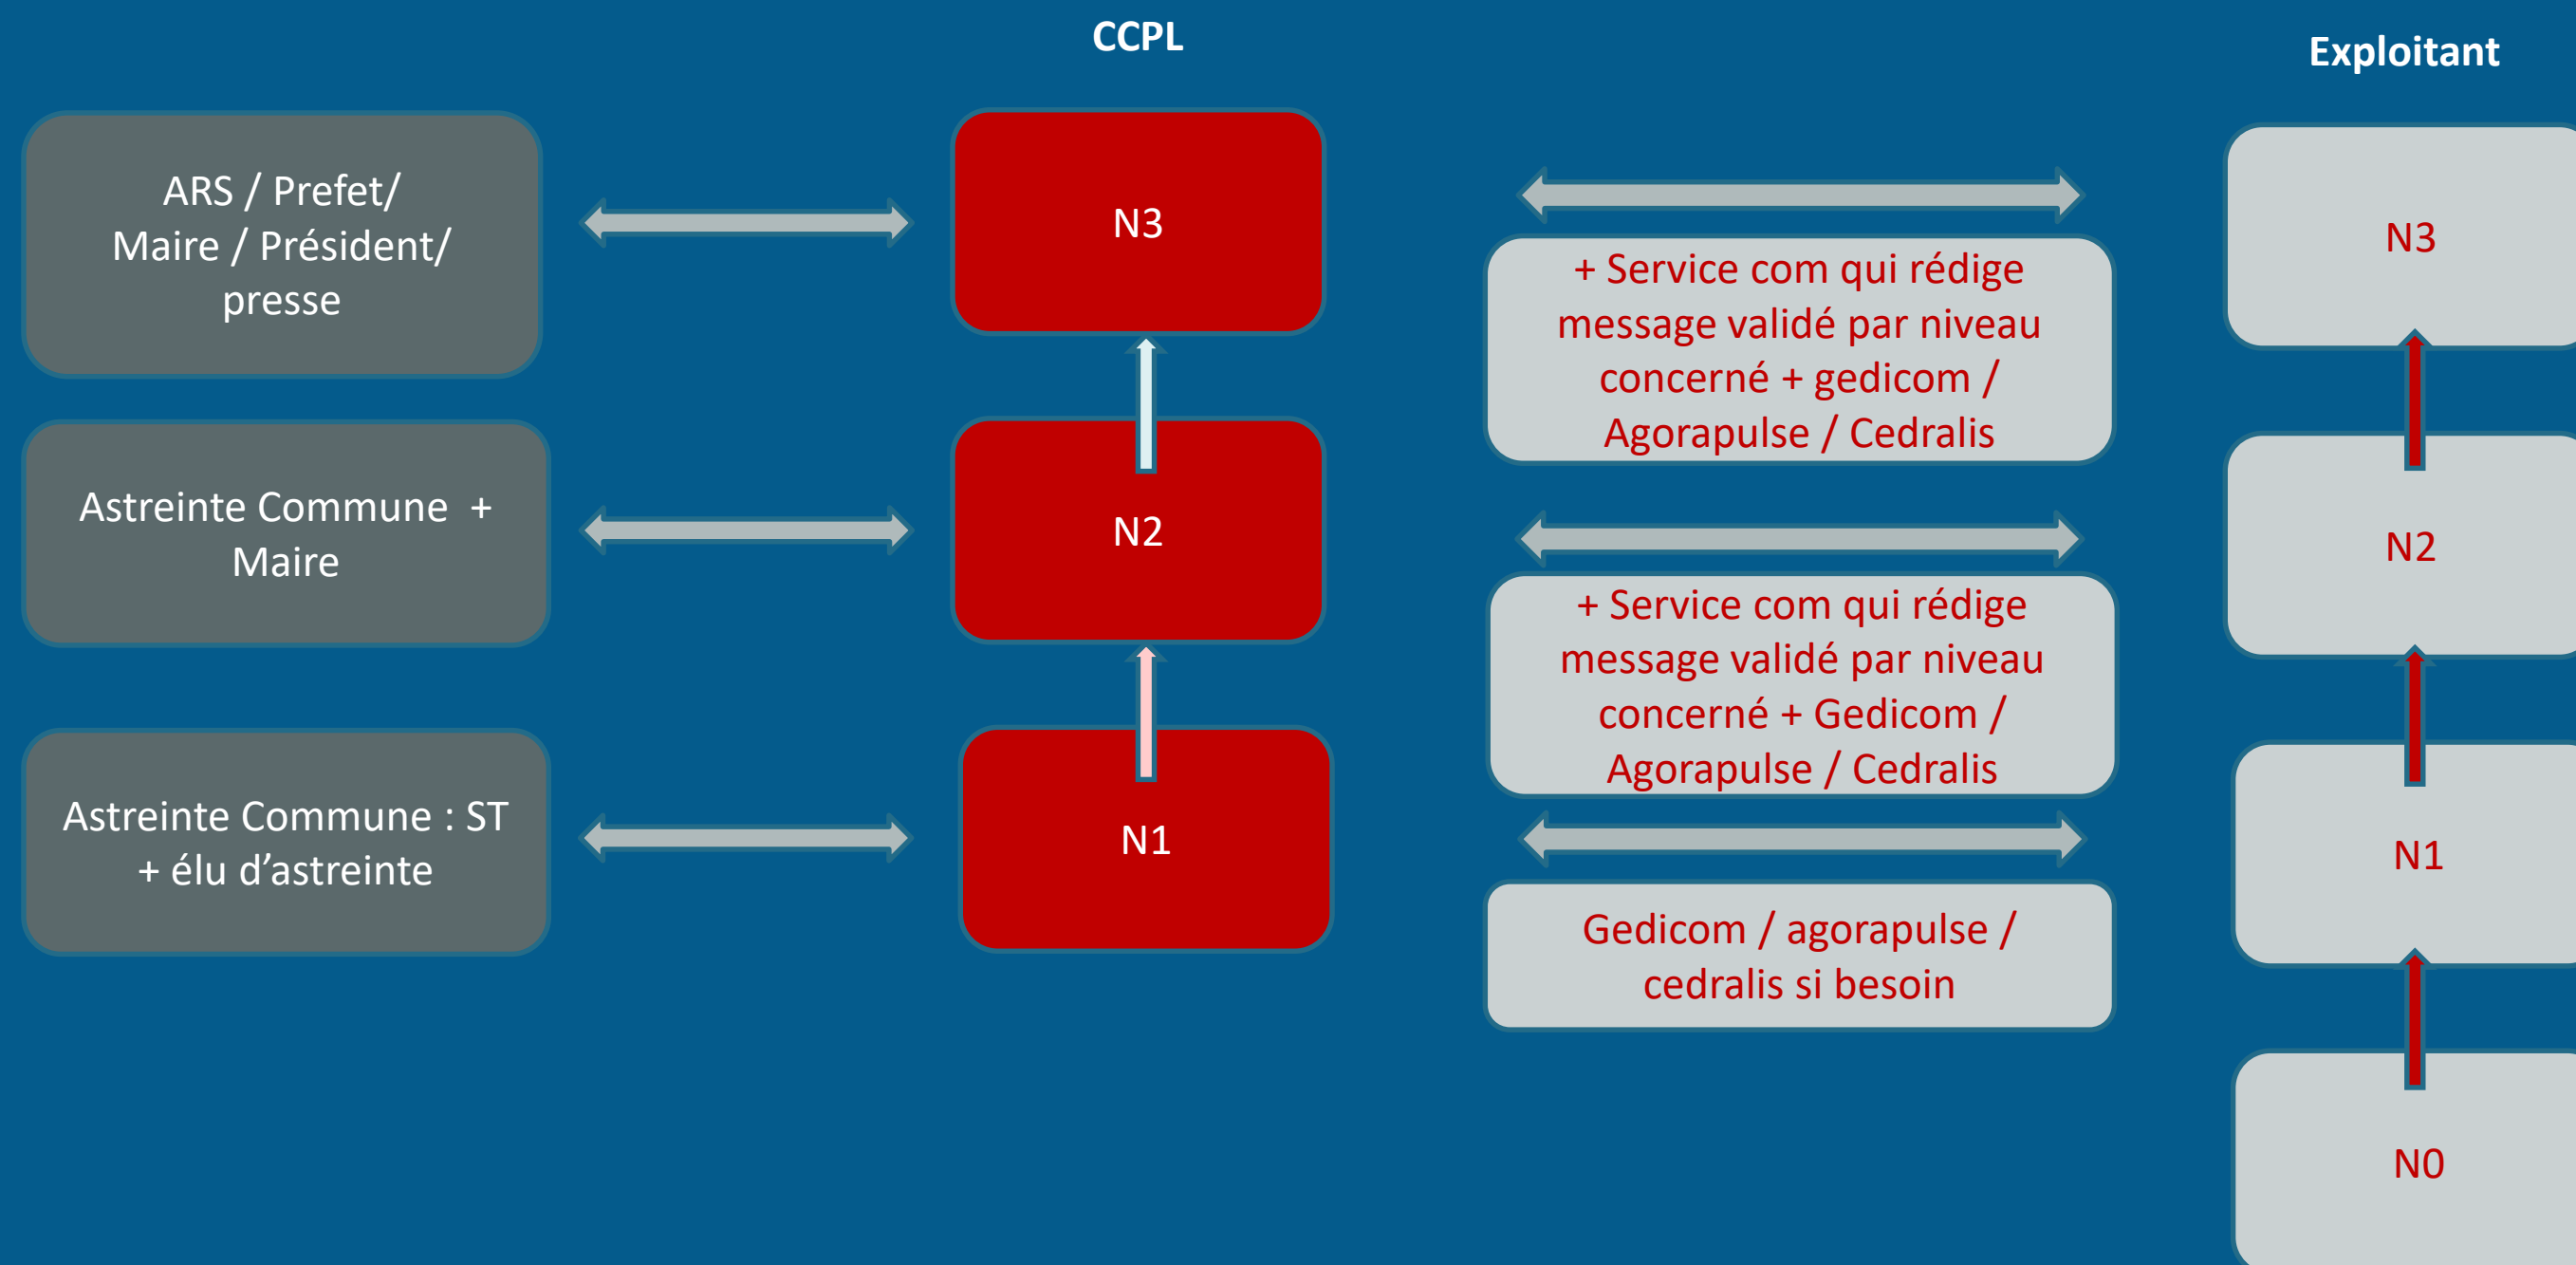 CCPL
Exploitant
ARS / Prefet/
Maire / Président/
presse
N3
+ Service com qui rédige
message validé par niveau
concerné + gedicom /
Agorapulse / Cedralis
N3
Astreinte Commune +
Maire
N2
+ Service com qui rédige
message validé par niveau
concerné + Gedicom /
Agorapulse / Cedralis
N2
Astreinte Commune : ST
+ élu d’astreinte
N1
Gedicom / agorapulse /
cedralis si besoin
N1
N0